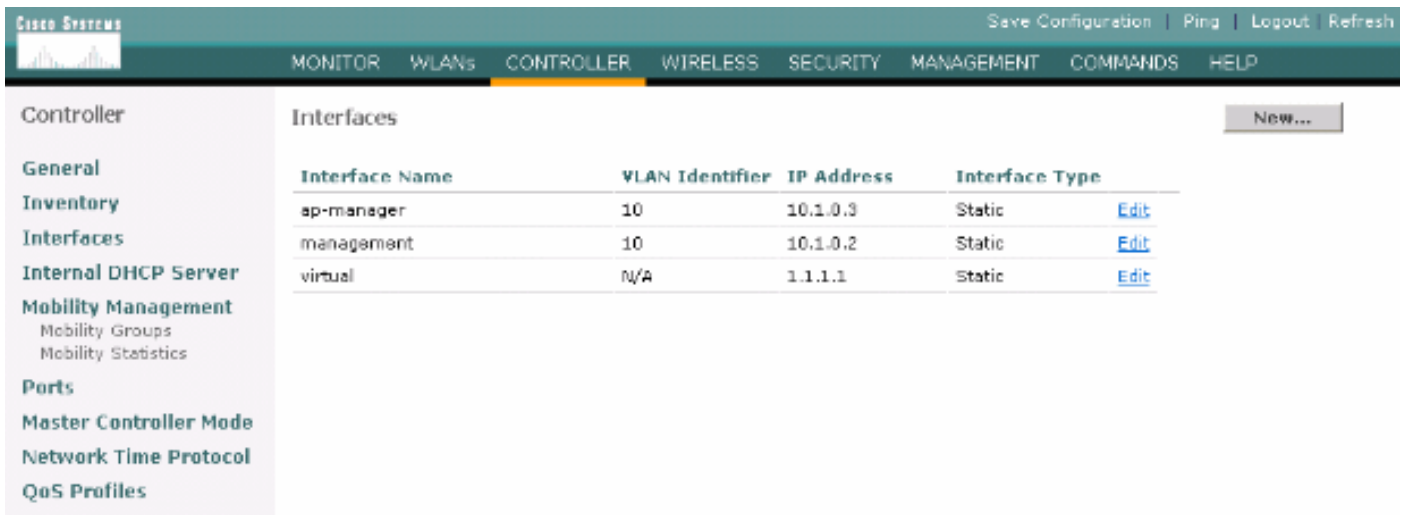 CISCO SYSTEMS
Save Configuration | Ping | Logout | Refresh
MONITOR WLANs CONTROLLER WIRELESS SECURITY MANAGEMENT COMMANDS HELP
Controller
General
Inventory
Interfaces
Internal DHCP Server
Mobility Management
Mobility Groups
Mobility Statistics
Ports
Master Controller Mode
Network Time Protocol
QoS Profiles
Interfaces
New...
Interface Name VLAN Identifier IP Address Interface Type
ap-manager 10 10.1.0.3 Static Edit
management 10 10.1.0.2 Static Edit
virtual N/A 1.1.1.1 Static Edit